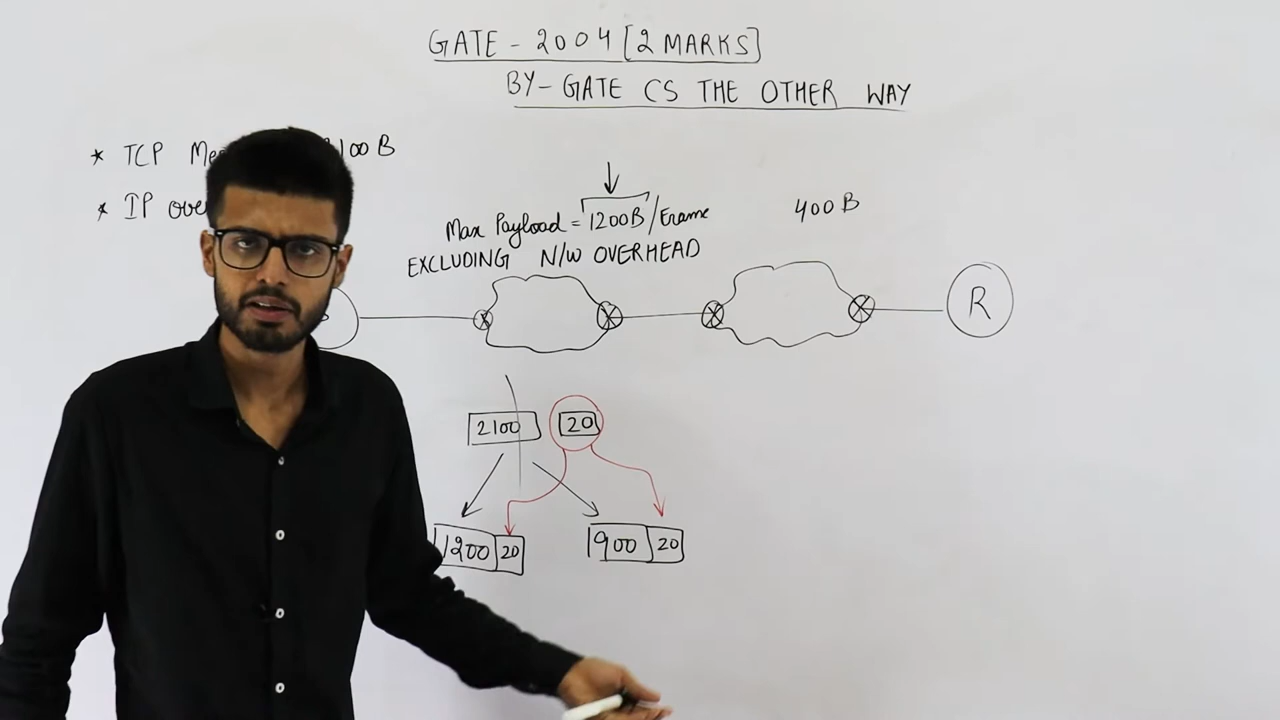 GATE - 2004 [2 MARKS]
BY - GATE CS THE OTHER WAY
* TCP 100 B
* IP
Max Payload = 1200B/Frame
EXCLUDING N/W OVERHEAD
400 B
R
2100 20
1200 20
900 20